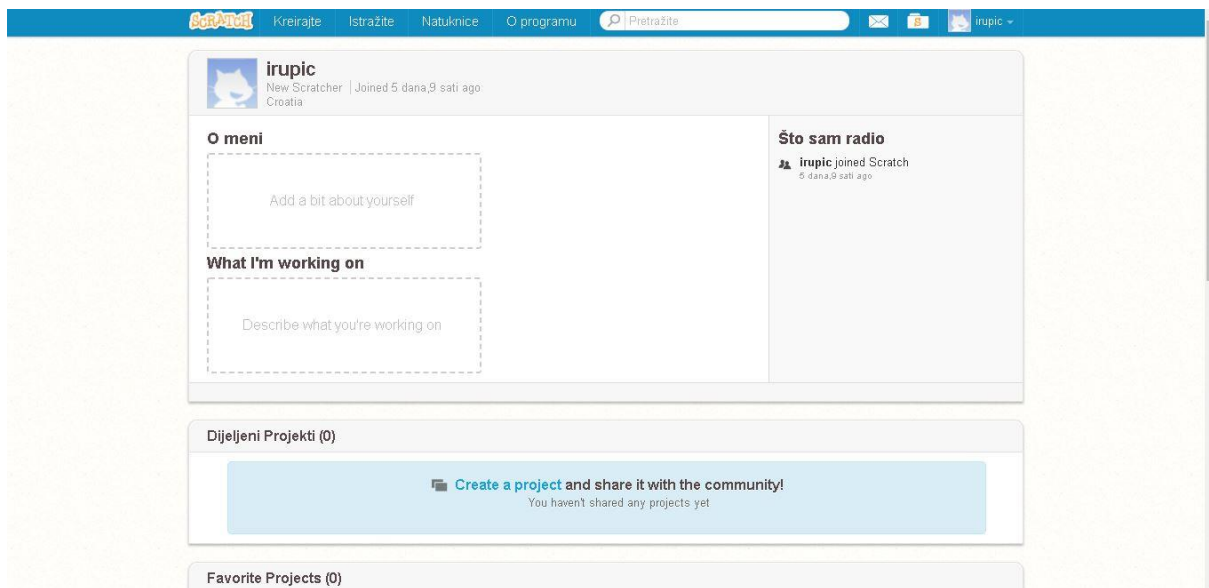 SCRATCH Kreirajte Istražite Natuknice O programu Pretražite S irupic
irupic
New Scratcher | Joined 5 dana,9 sati ago
Croatia
O meni
Add a bit about yourself
What I'm working on
Describe what you're working on
Što sam radio
irupic joined Scratch
5 dana,9 sati ago
Dijeljeni Projekti (0)
Create a project and share it with the community!
You haven't shared any projects yet
Favorite Projects (0)